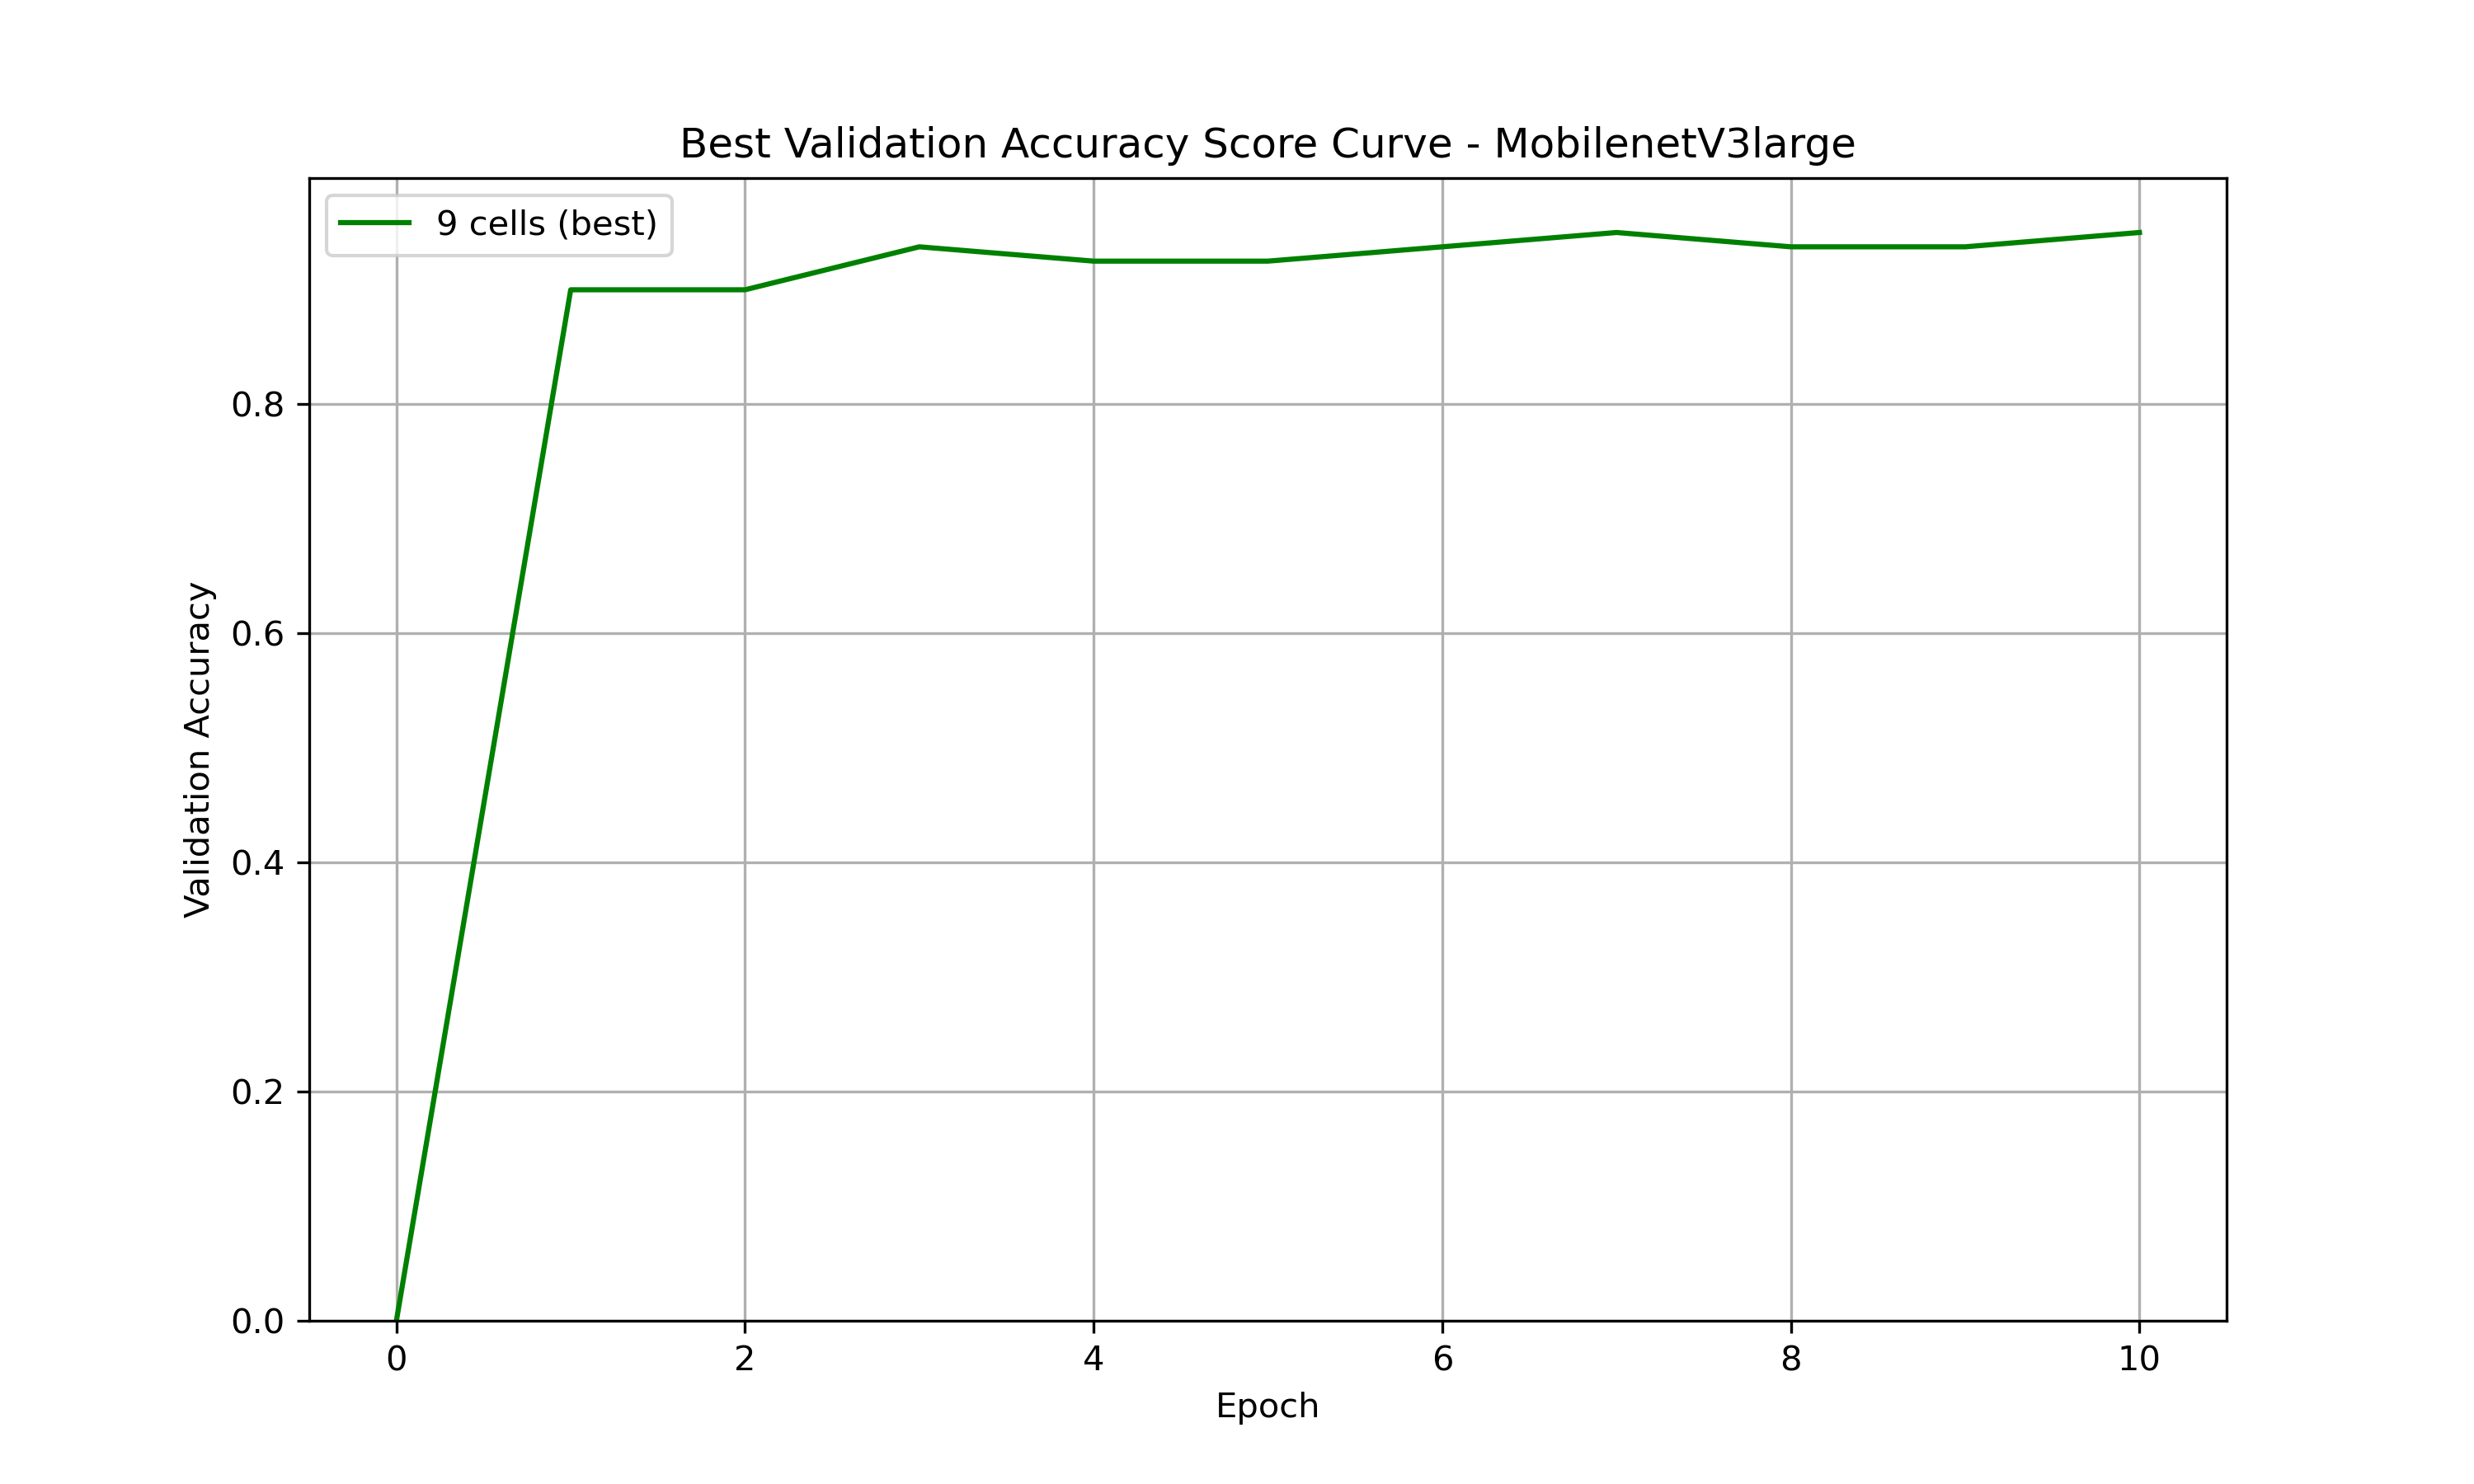 Best Validation Accuracy Score Curve - MobilenetV3large
9 cells (best)
Validation Accuracy
0.8
0.6
0.4
0.2
0.0
0 2 4 6 8 10
Epoch